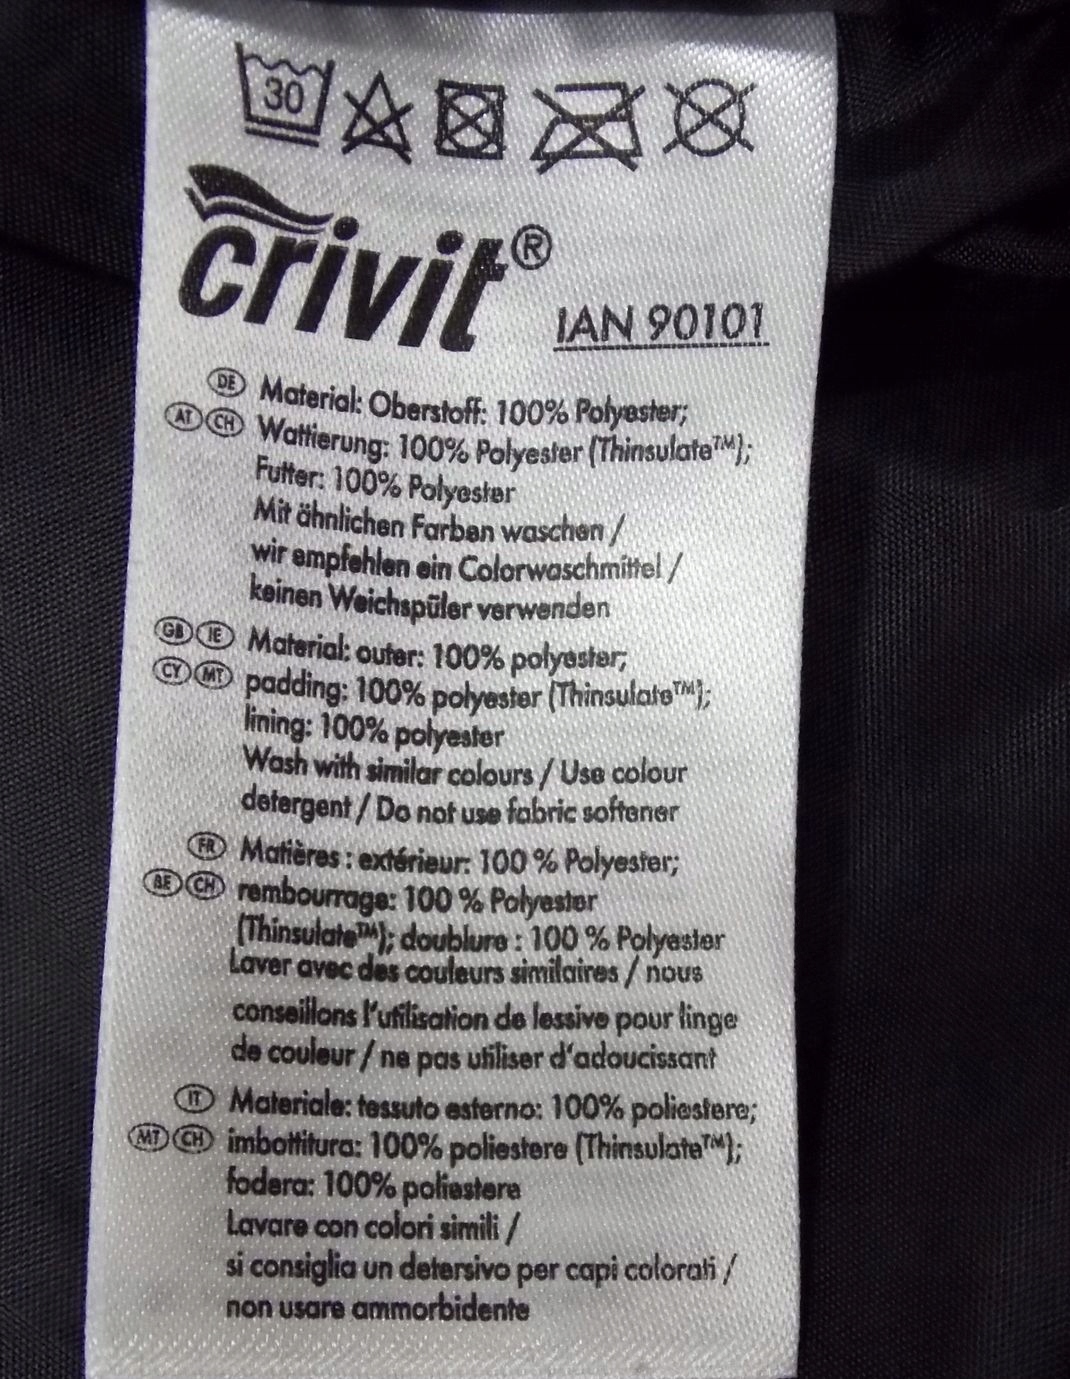 30
crivit®
IAN 90101
DE Material: Oberstoff: 100% Polyester;
AT CH Wattierung: 100% Polyester (Thinsulate™);
Futter: 100% Polyester
Mit ähnlichen Farben waschen /
wir empfehlen ein Colorwaschmittel /
keinen Weichspüler verwenden
GB IE Material: outer: 100% polyester;
CY MT padding: 100% polyester (Thinsulate™);
lining: 100% polyester
Wash with similar colours / Use colour
detergent / Do not use fabric softener
FR Matières : extérieur: 100 % Polyester;
BE CH rembourrage: 100 % Polyester
(Thinsulate™); doublure : 100 % Polyester
Laver avec des couleurs similaires / nous
conseillons l'utilisation de lessive pour linge
de couleur / ne pas utiliser d'adoucissant
IT Materiale: tessuto esterno: 100% poliestere;
MT CH imbottitura: 100% poliestere (Thinsulate™);
fodera: 100% poliestere
Lavare con colori simili /
si consiglia un detersivo per capi colorati /
non usare ammorbidente